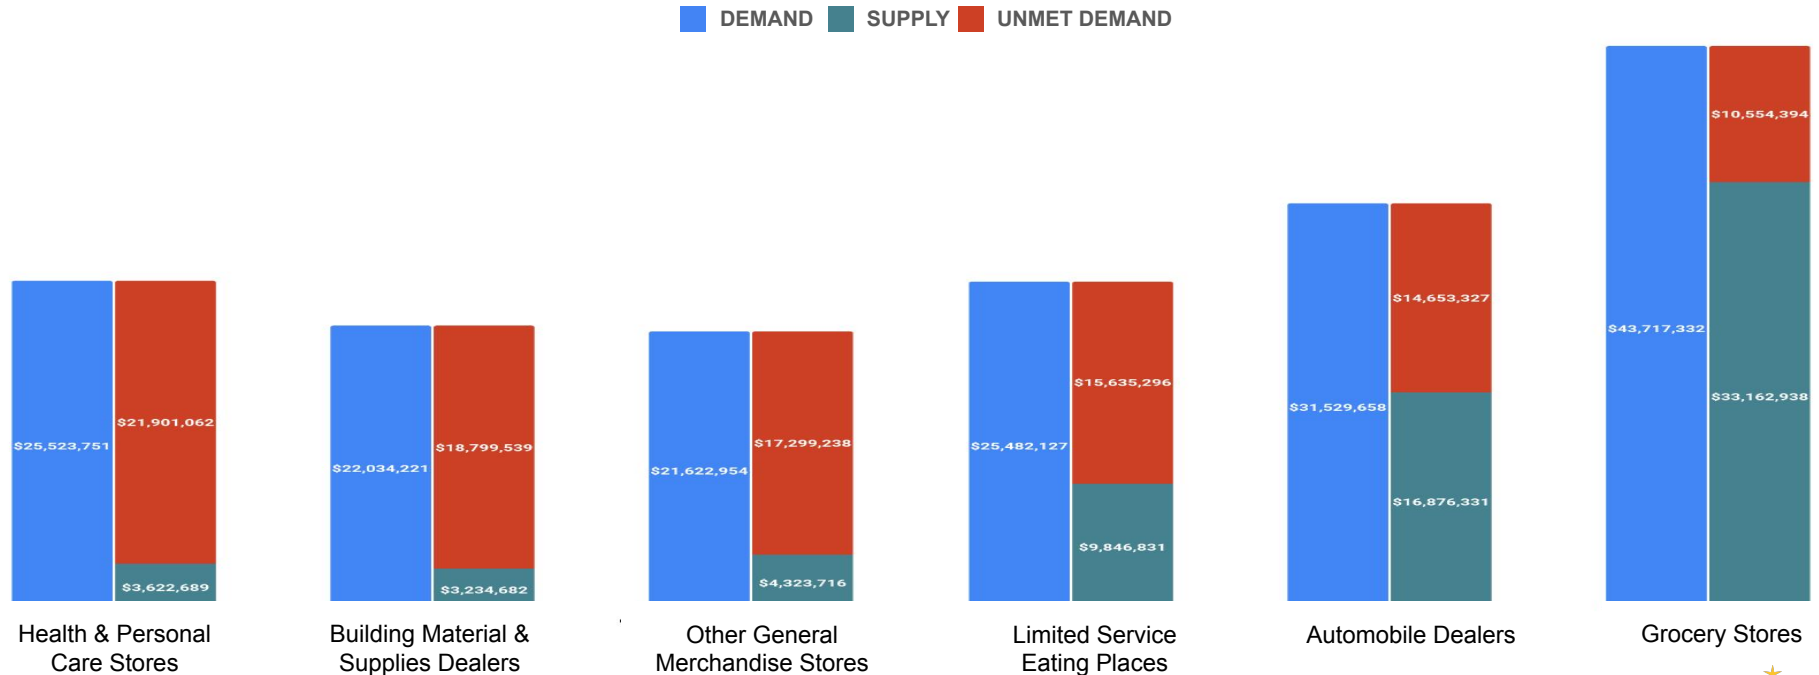 DEMAND SUPPLY UNMET DEMAND
$25,523,751
$21,901,062
$3,622,689
Health & Personal
Care Stores
$22,034,221
$18,799,539
$3,234,682
Building Material &
Supplies Dealers
$21,622,954
$17,299,238
$4,323,716
Other General
Merchandise Stores
$25,482,127
$15,635,296
$9,846,831
Limited Service
Eating Places
$31,529,658
$14,653,327
$16,876,331
Automobile Dealers
$43,717,332
$10,554,394
$33,162,938
Grocery Stores